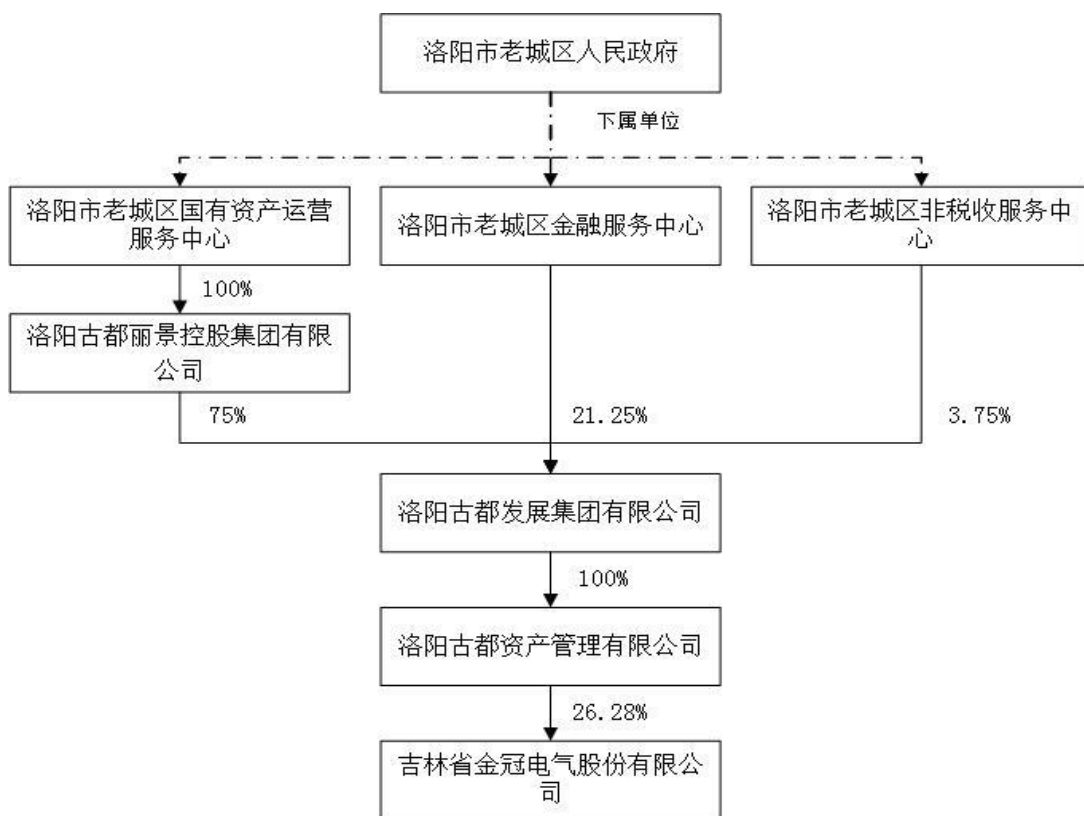 洛阳市老城区人民政府
下属单位
洛阳市老城区国有资产运营
服务中心
洛阳市老城区金融服务中心
洛阳市老城区非税收服务中
心
100%
洛阳古都丽景控股集团有限
公司
75%
21.25%
3.75%
洛阳古都发展集团有限公司
100%
洛阳古都资产管理有限公司
26.28%
吉林省金冠电气股份有限公
司